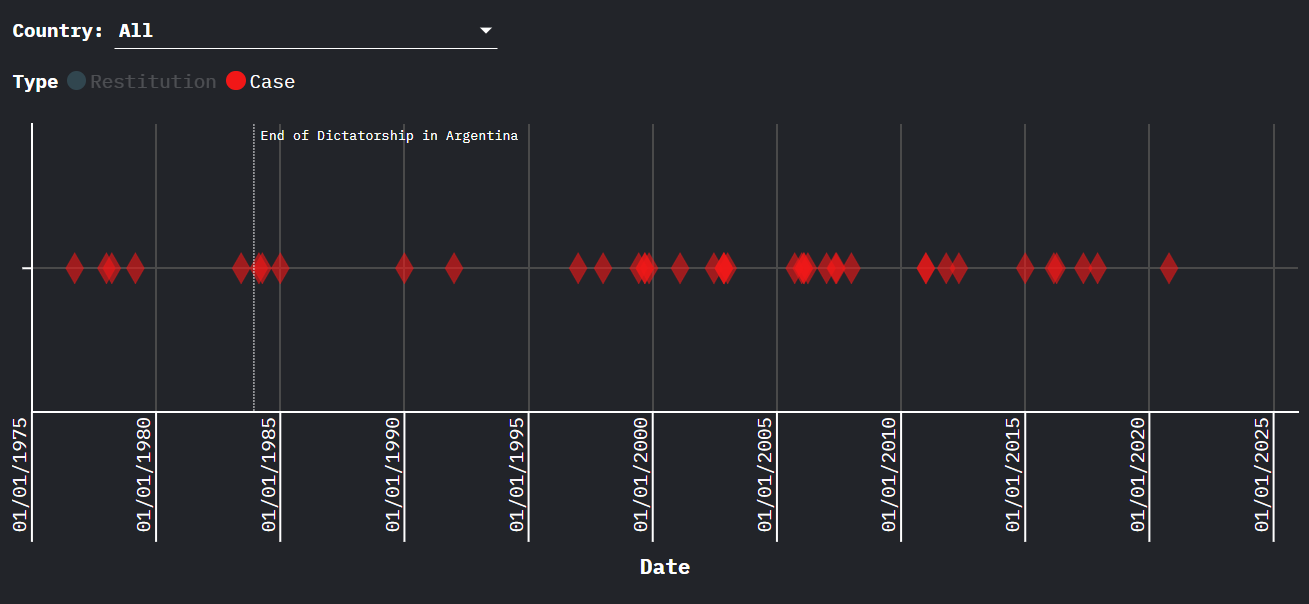 Country: All
Type Restitution Case
End of Dictatorship in Argentina
01/01/1975
01/01/1980
01/01/1985
01/01/1990
01/01/1995
01/01/2000
01/01/2005
01/01/2010
01/01/2015
01/01/2020
01/01/2025
Date